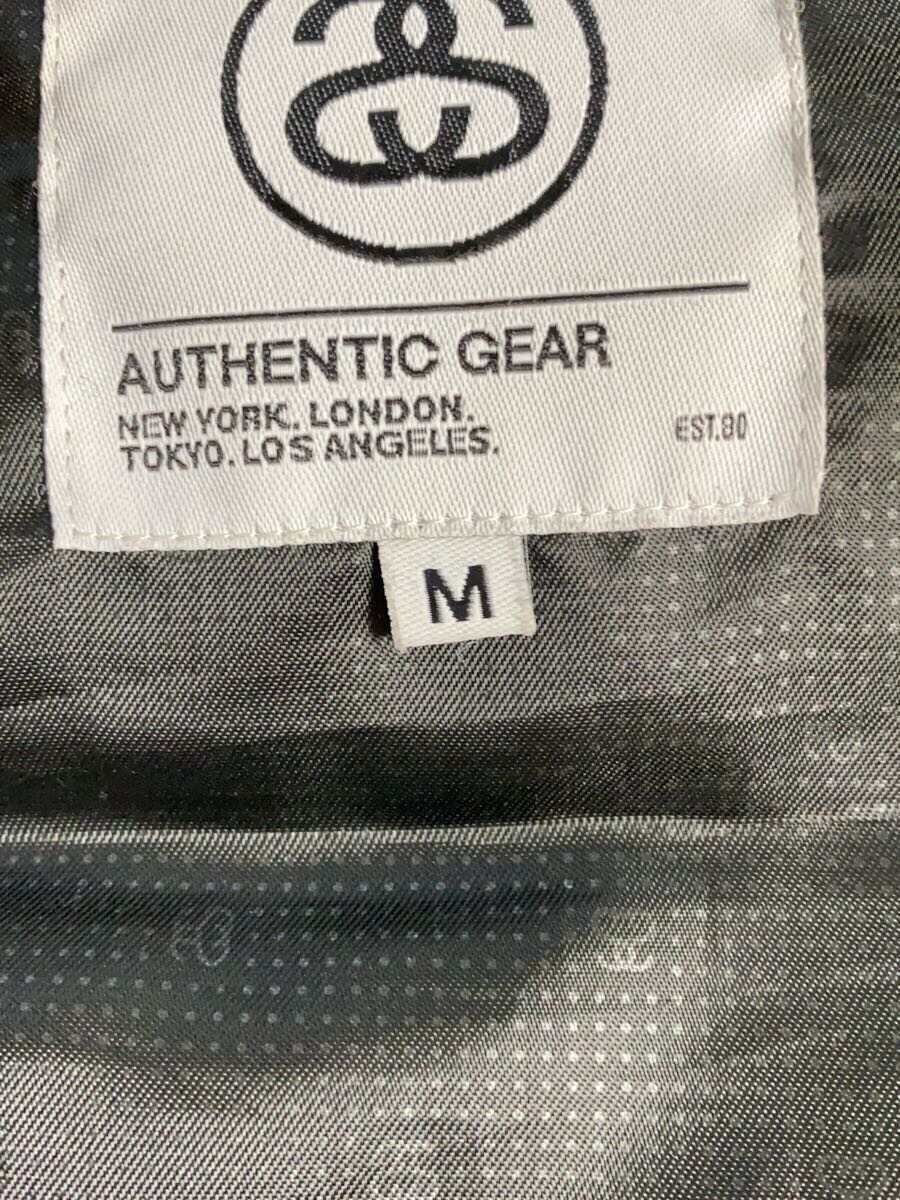 AUTHENTIC GEAR
NEW YORK. LONDON.
TOKYO. LOS ANGELES.
EST.80
M